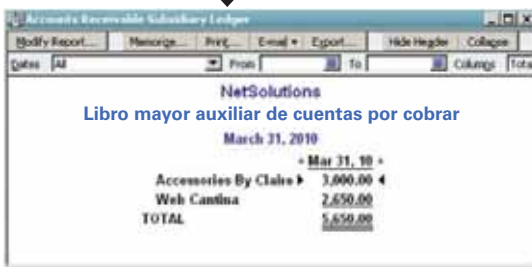 Accounts Receivable Subsidiary Ledger
Modify Report... Memorize... Print... E-mail Export... Hide Header Collapse
Dates All From To Columns Tota
NetSolutions
Libro mayor auxiliar de cuentas por cobrar
March 31, 2010
Mar 31, 10
Accessories By Claire 3,000.00
Web Cantina 2,650.00
TOTAL 5,650.00